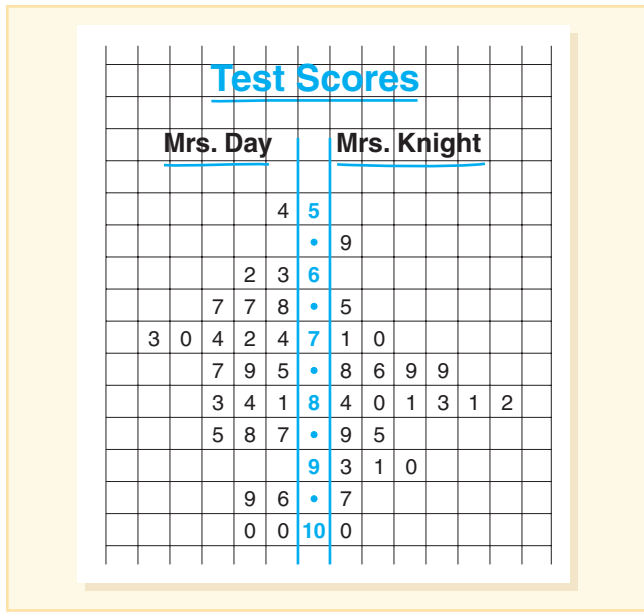 Test Scores
Mrs. Day Mrs. Knight
4 5
• 9
2 3 6
7 7 8 • 5
3 0 4 2 4 7 1 0
7 9 5 • 8 6 9 9
3 4 1 8 4 0 1 3 1 2
5 8 7 • 9 5
9 3 1 0
9 6 • 7
0 0 10 0